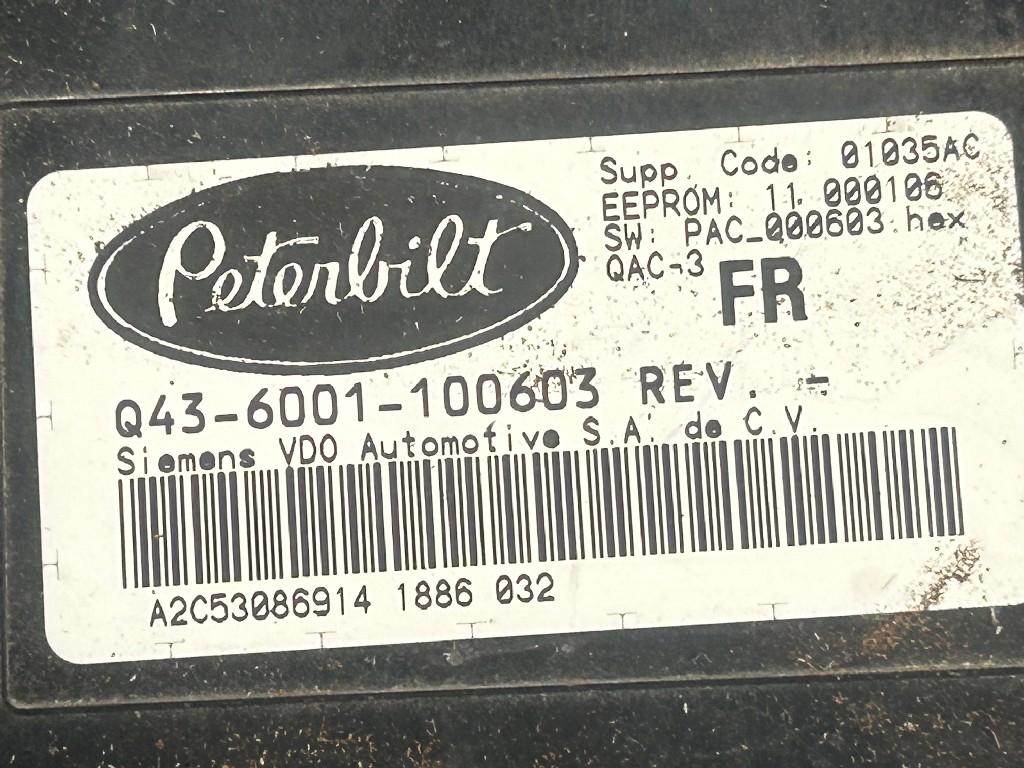 Peterbilt
Supp. Code: 01035AC
EEPROM: 11.000106
SW: PAC_000603.hex
QAC-3 FR
Q43-6001-100603 REV. -
Siemens VDO Automotive S.A. de C.V.
A2C53086914 1886 032